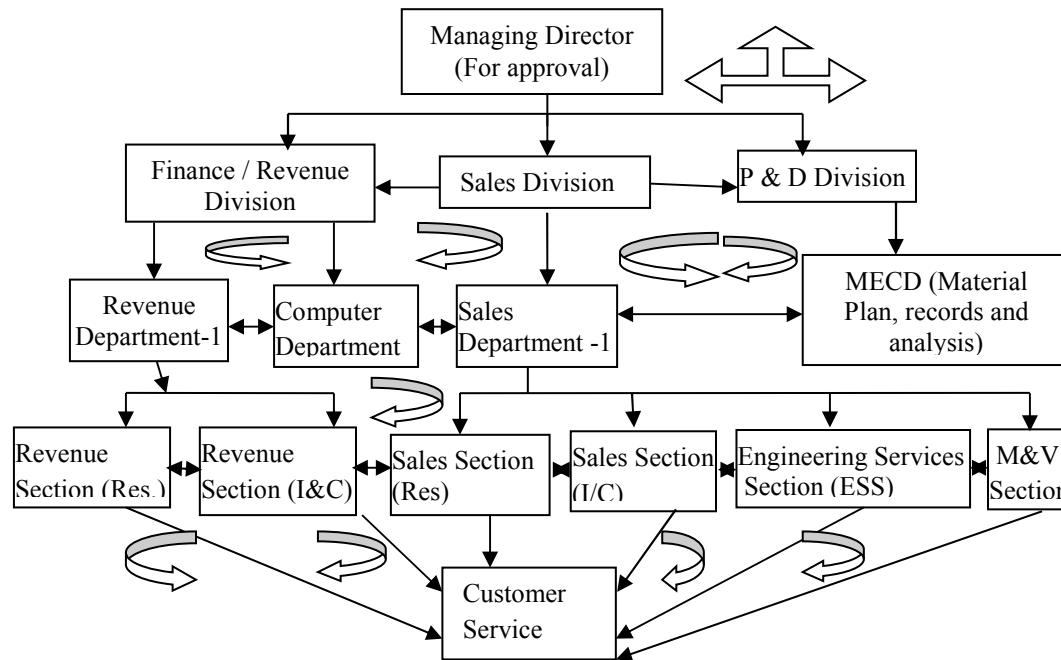 Managing Director
(For approval)
Finance / Revenue
Division
Sales Division
P & D Division
Revenue
Department-1
Computer
Department
Sales
Department -1
MECD (Material
Plan, records and
analysis)
Revenue
Section (Res.)
Revenue
Section (I&C)
Sales Section
(Res)
Sales Section
(I/C)
Engineering Services
Section (ESS)
M&V
Section
Customer
Service